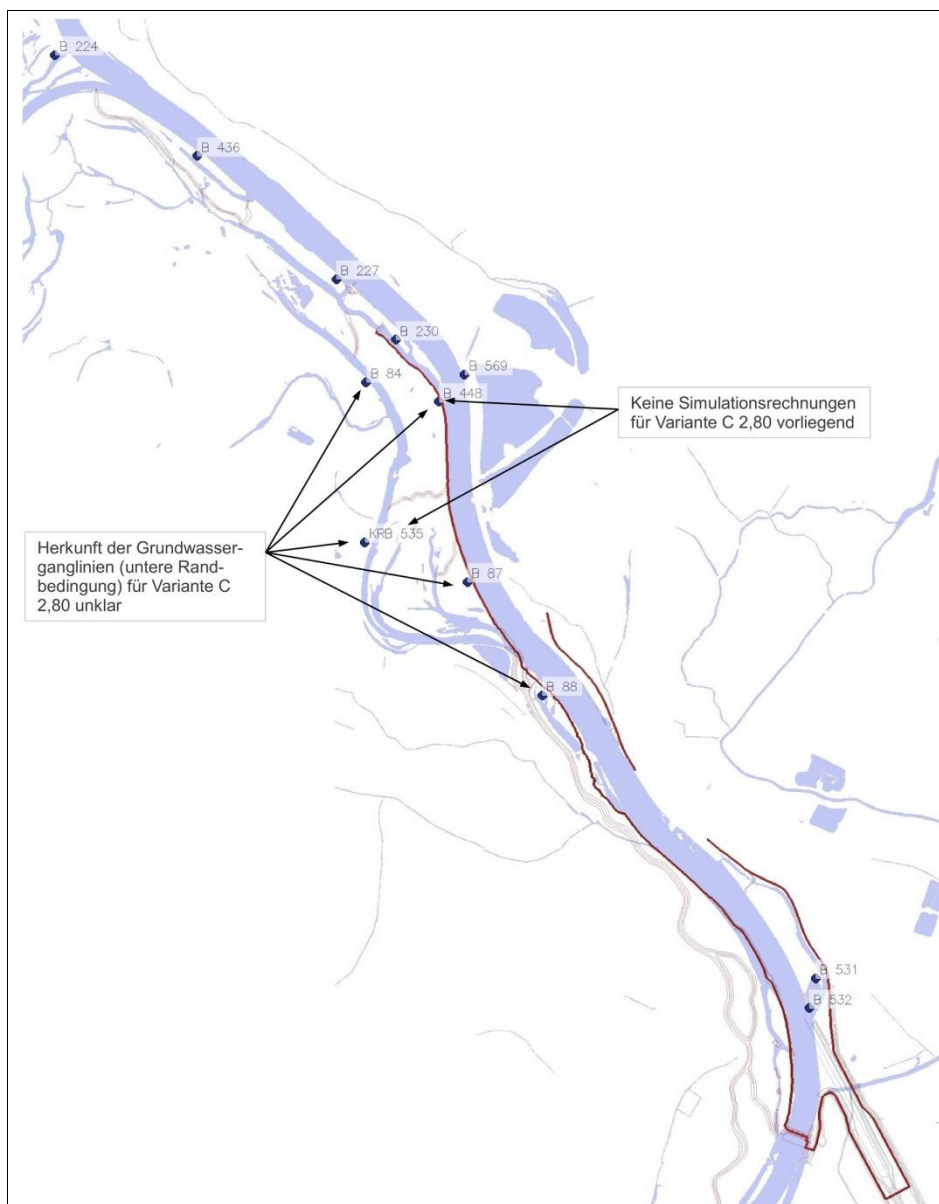 B 224
B 436
B 227
B 230
B 569
B 84
B 448
Keine Simulationsrechnungen
für Variante C 2,80 vorliegend
KRB 535
Herkunft der Grundwasser-
ganglinien (untere Rand-
bedingung) für Variante C
2,80 unklar
B 87
B 88
B 531
B 532